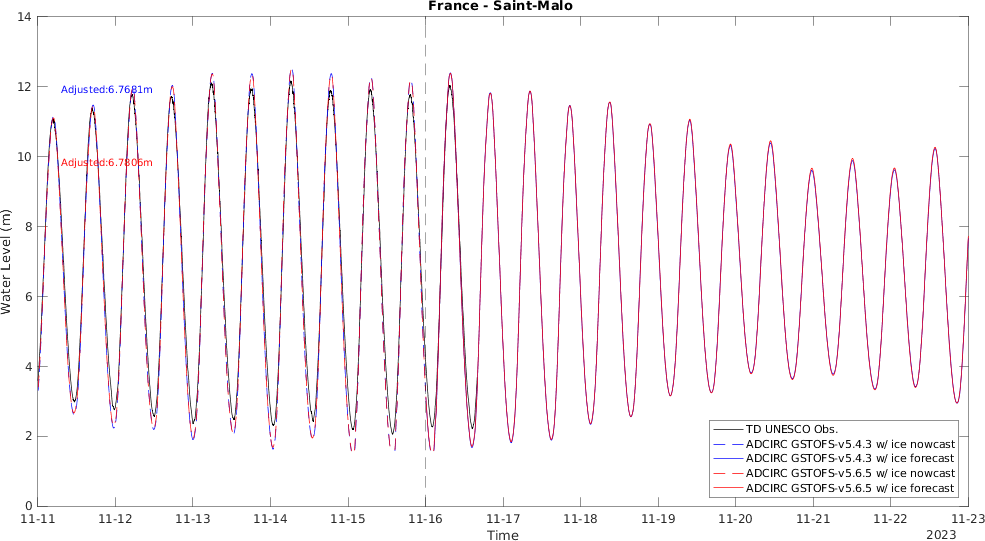 France - Saint-Malo
14
12
10
8
6
4
2
0
Water Level (m)
Adjusted:6.7681m
Adjusted:6.7806m
TD UNESCO Obs.
ADCIRC GSTOFS-v5.4.3 w/ ice nowcast
ADCIRC GSTOFS-v5.4.3 w/ ice forecast
ADCIRC GSTOFS-v5.6.5 w/ ice nowcast
ADCIRC GSTOFS-v5.6.5 w/ ice forecast
11-11 11-12 11-13 11-14 11-15 11-16 11-17 11-18 11-19 11-20 11-21 11-22 11-23
Time
2023